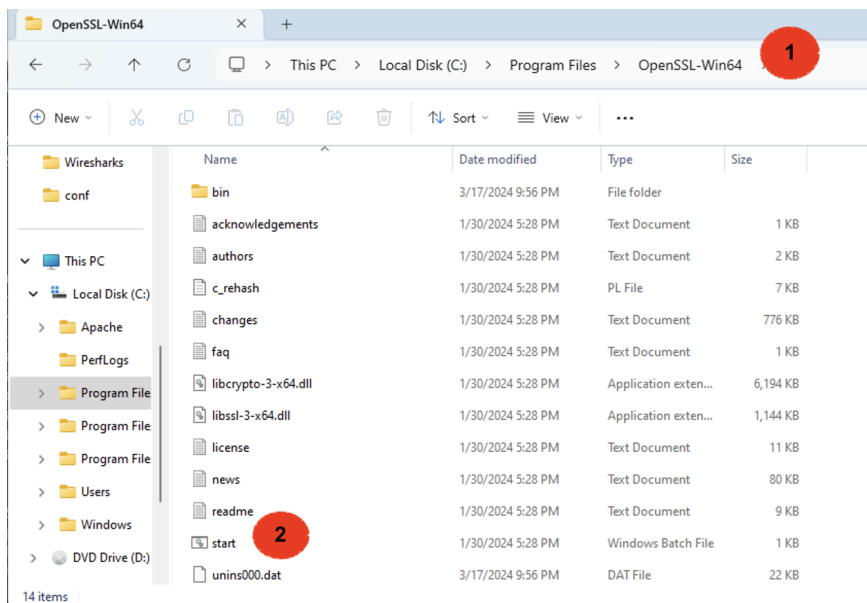 OpenSSL-Win64
This PC > Local Disk (C:) > Program Files > OpenSSL-Win64 1
New Sort View ...
Name Date modified Type Size
Wiresharks
conf
This PC
Local Disk (C:)
Apache
PerfLogs
Program File
Program File
Program File
Users
Windows
DVD Drive (D:)
bin 3/17/2024 9:56 PM File folder
acknowledgements 1/30/2024 5:28 PM Text Document 1 KB
authors 1/30/2024 5:28 PM Text Document 2 KB
c_rehash 1/30/2024 5:28 PM PL File 7 KB
changes 1/30/2024 5:28 PM Text Document 776 KB
faq 1/30/2024 5:28 PM Text Document 1 KB
libcrypto-3-x64.dll 1/30/2024 5:28 PM Application exten... 6,194 KB
libssl-3-x64.dll 1/30/2024 5:28 PM Application exten... 1,144 KB
license 1/30/2024 5:28 PM Text Document 11 KB
news 1/30/2024 5:28 PM Text Document 80 KB
readme 1/30/2024 5:28 PM Text Document 9 KB
start 2 1/30/2024 5:28 PM Windows Batch File 1 KB
unins000.dat 3/17/2024 9:56 PM DAT File 22 KB
14 items